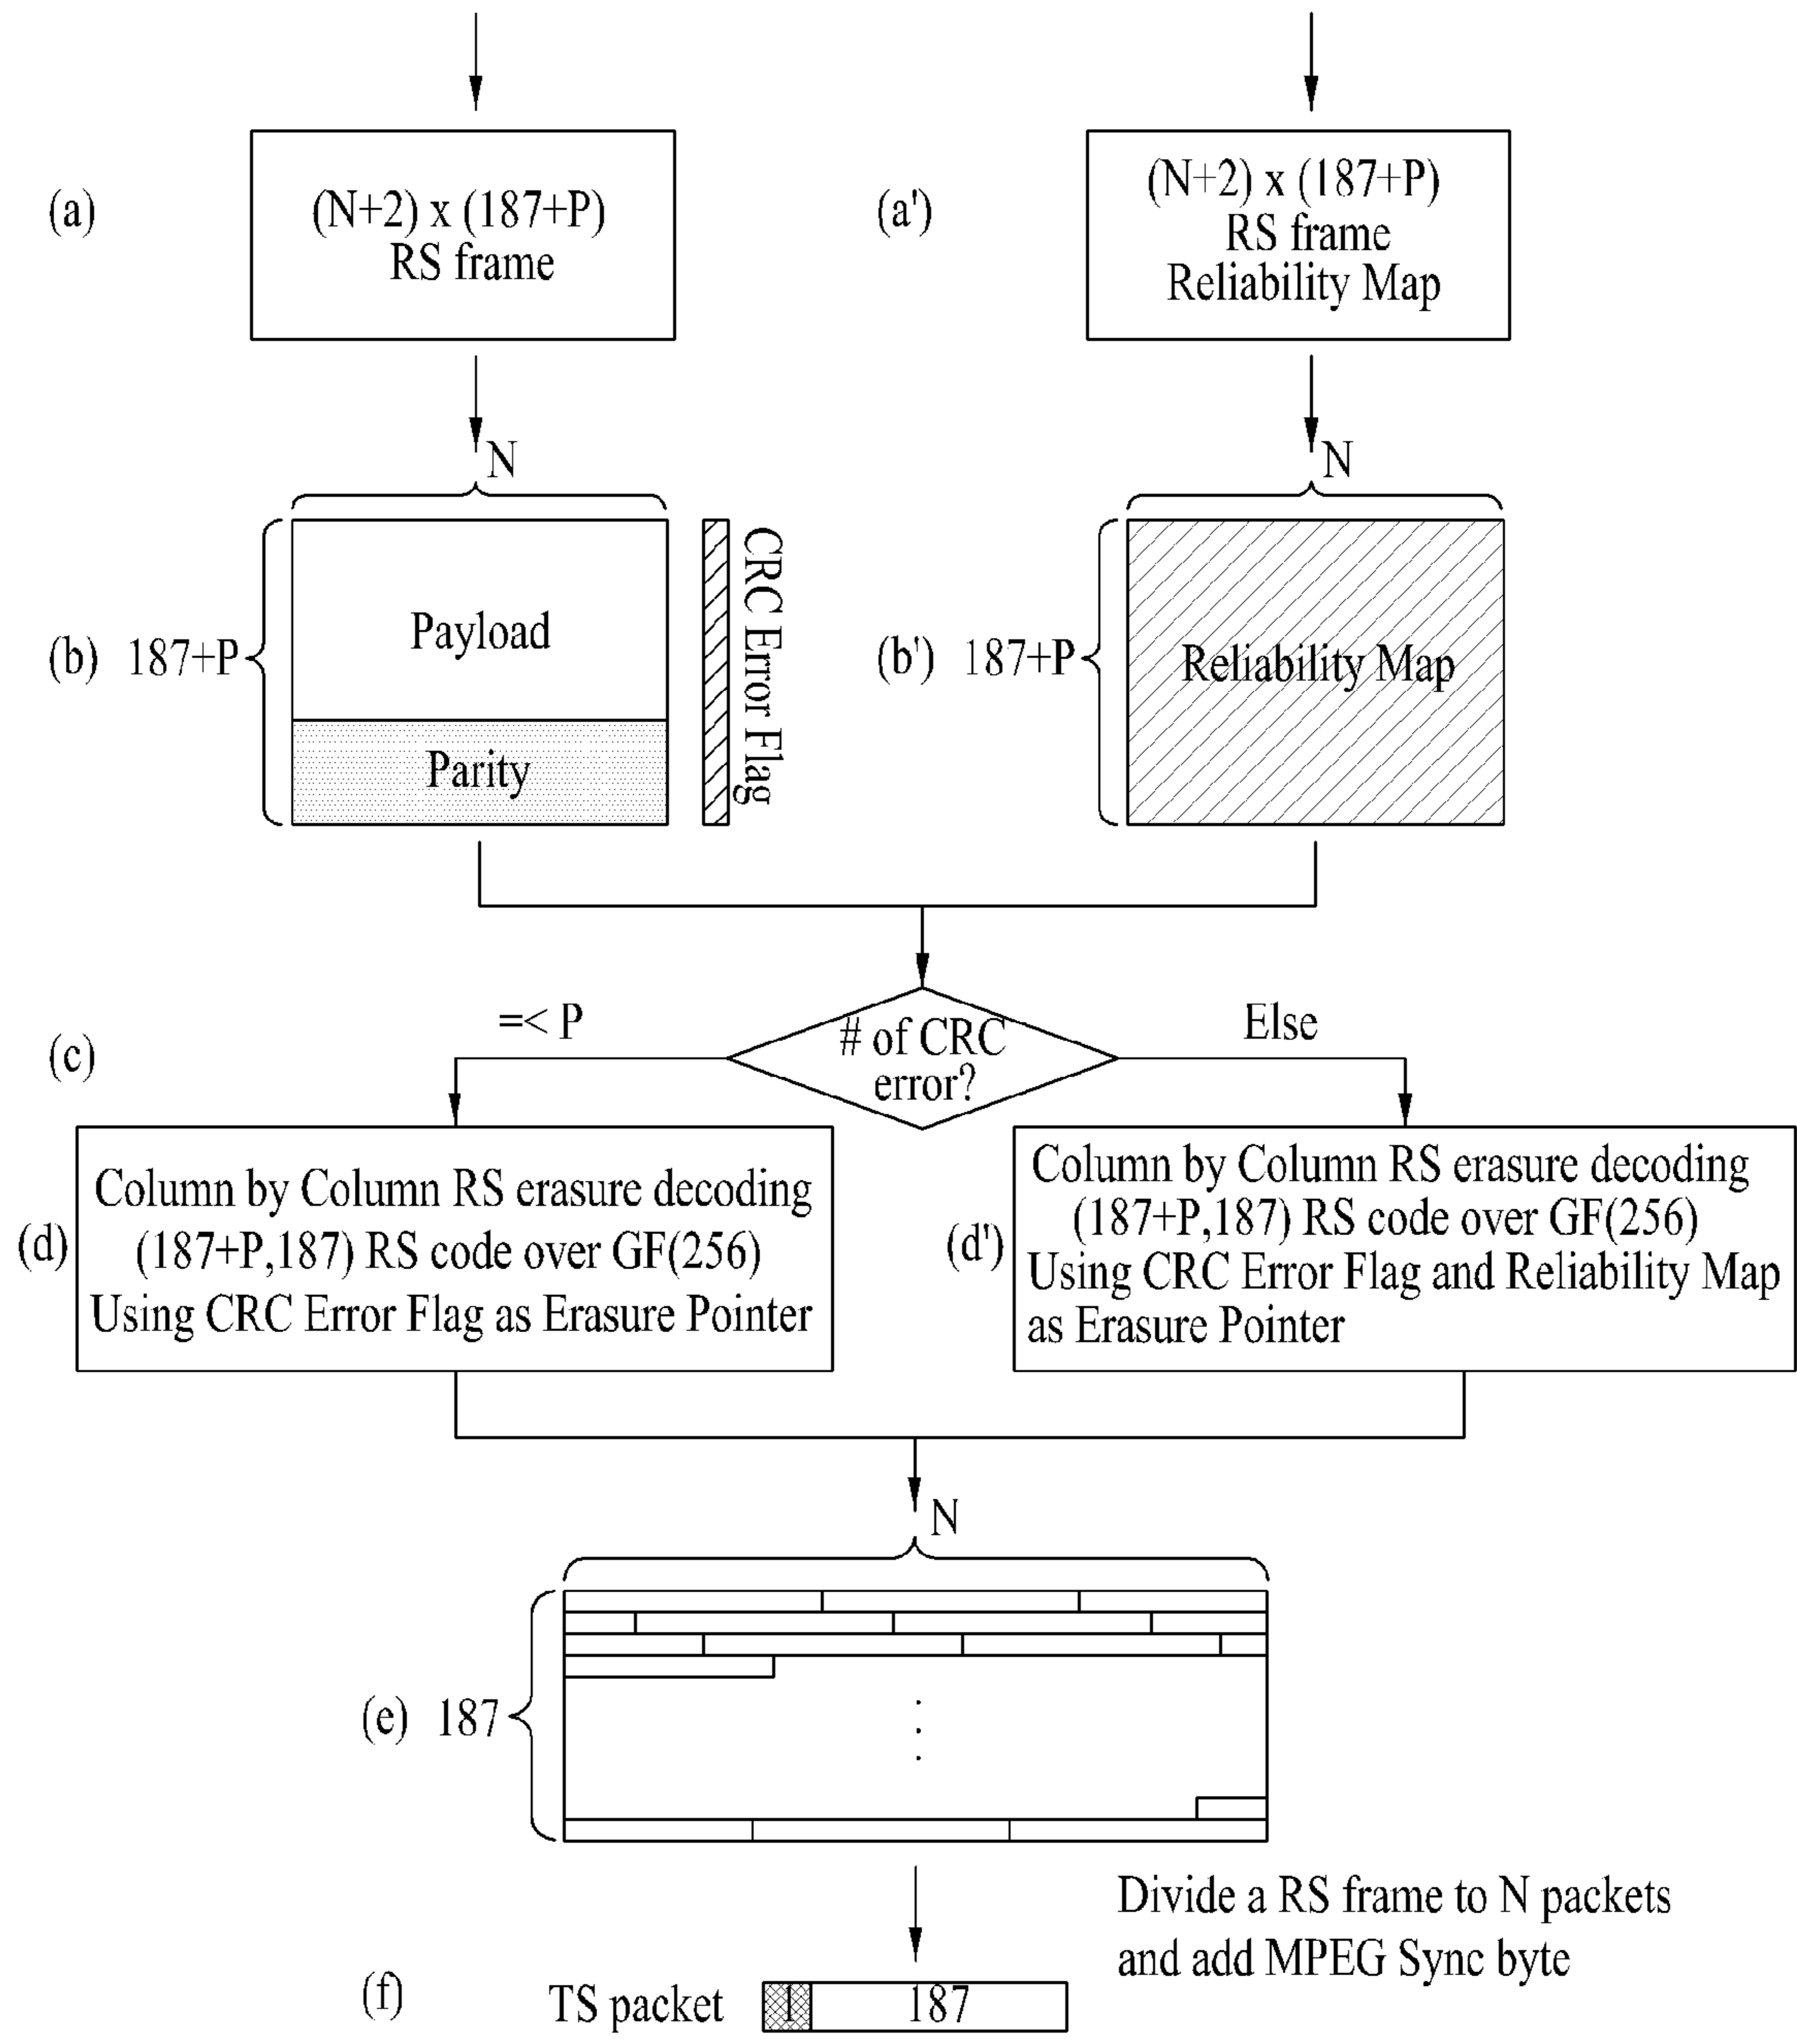 (a)
(N+2) x (187+P)
RS frame
(a')
(N+2) x (187+P)
RS frame
Reliability Map
N
N
(b)
187+P
Payload
Parity
CRC Error Flag
(b')
187+P
Reliability Map
(c)
=< P
# of CRC
error?
Else
(d)
Column by Column RS erasure decoding
(187+P,187) RS code over GF(256)
Using CRC Error Flag as Erasure Pointer
(d')
Column by Column RS erasure decoding
(187+P,187) RS code over GF(256)
Using CRC Error Flag and Reliability Map
as Erasure Pointer
N
(e)
187
Divide a RS frame to N packets
and add MPEG Sync byte
(f)
TS packet
1
187